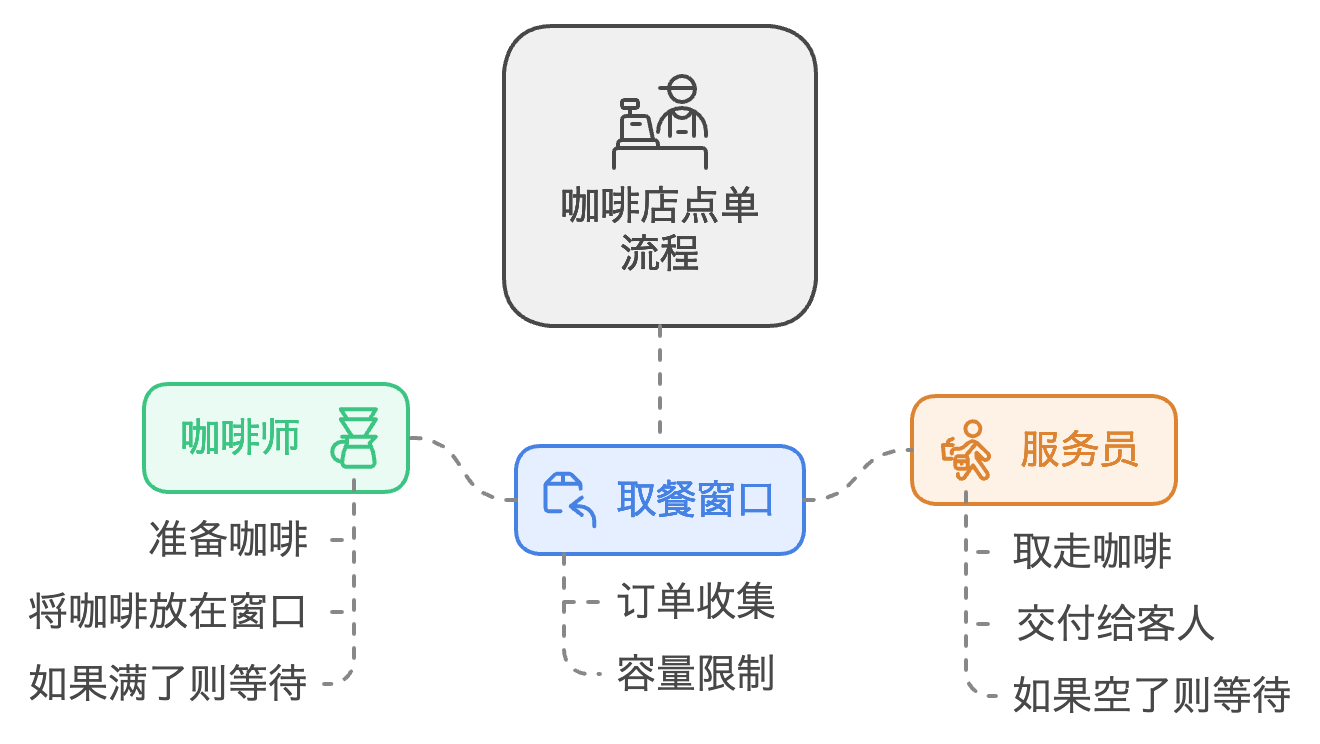 咖啡店点单
流程
咖啡师
准备咖啡
将咖啡放在窗口
如果满了则等待
取餐窗口
订单收集
容量限制
服务员
取走咖啡
交付给客人
如果空了则等待